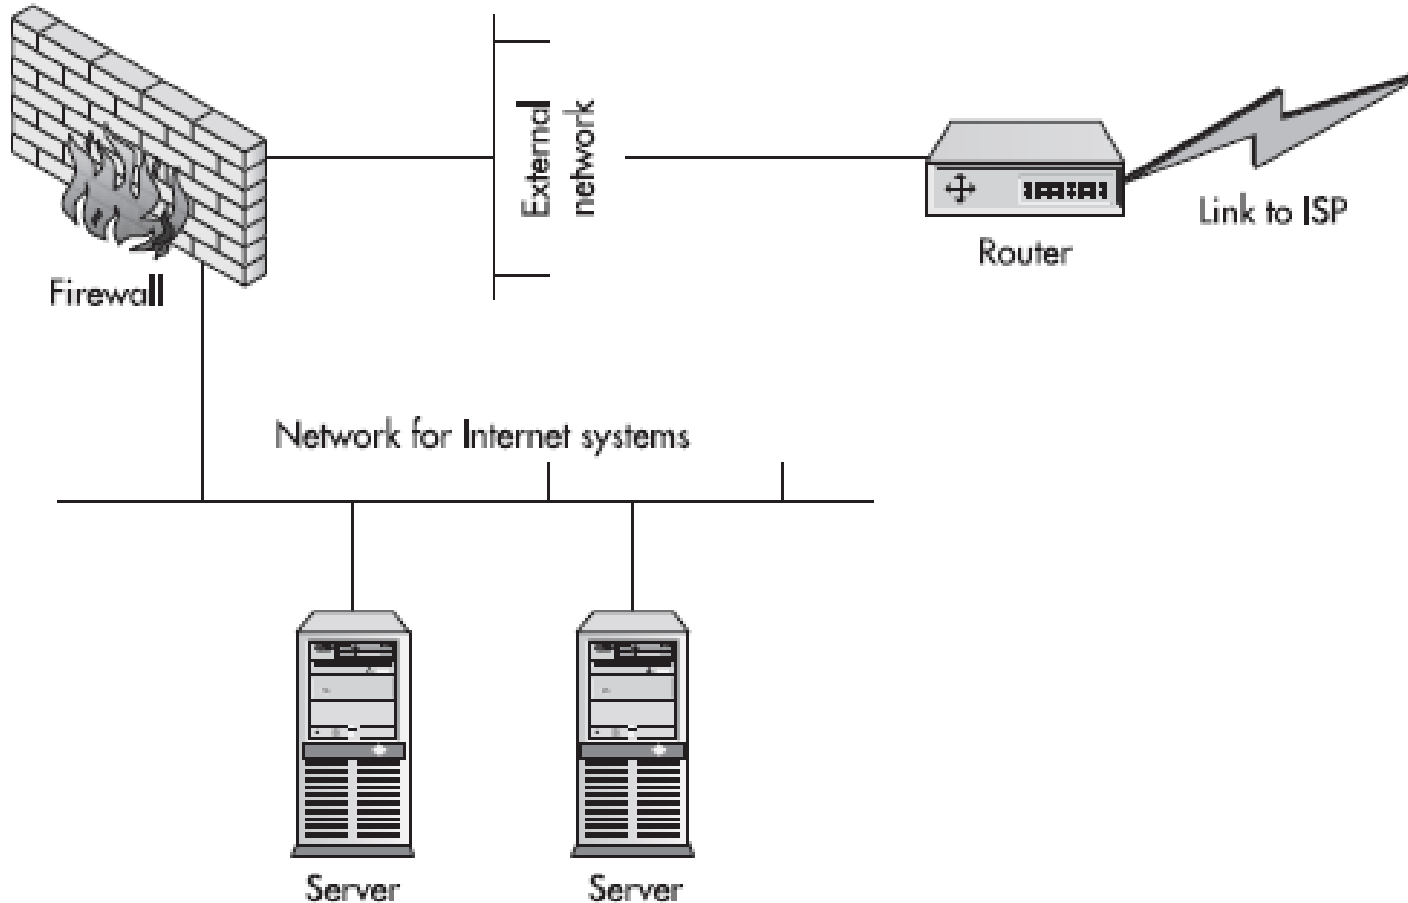 External
network
Link to ISP
Router
Firewall
Network for Internet systems
Server
Server